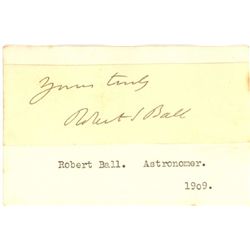 Yours truly
Robert S Ball
Robert Ball. Astronomer.
1909.